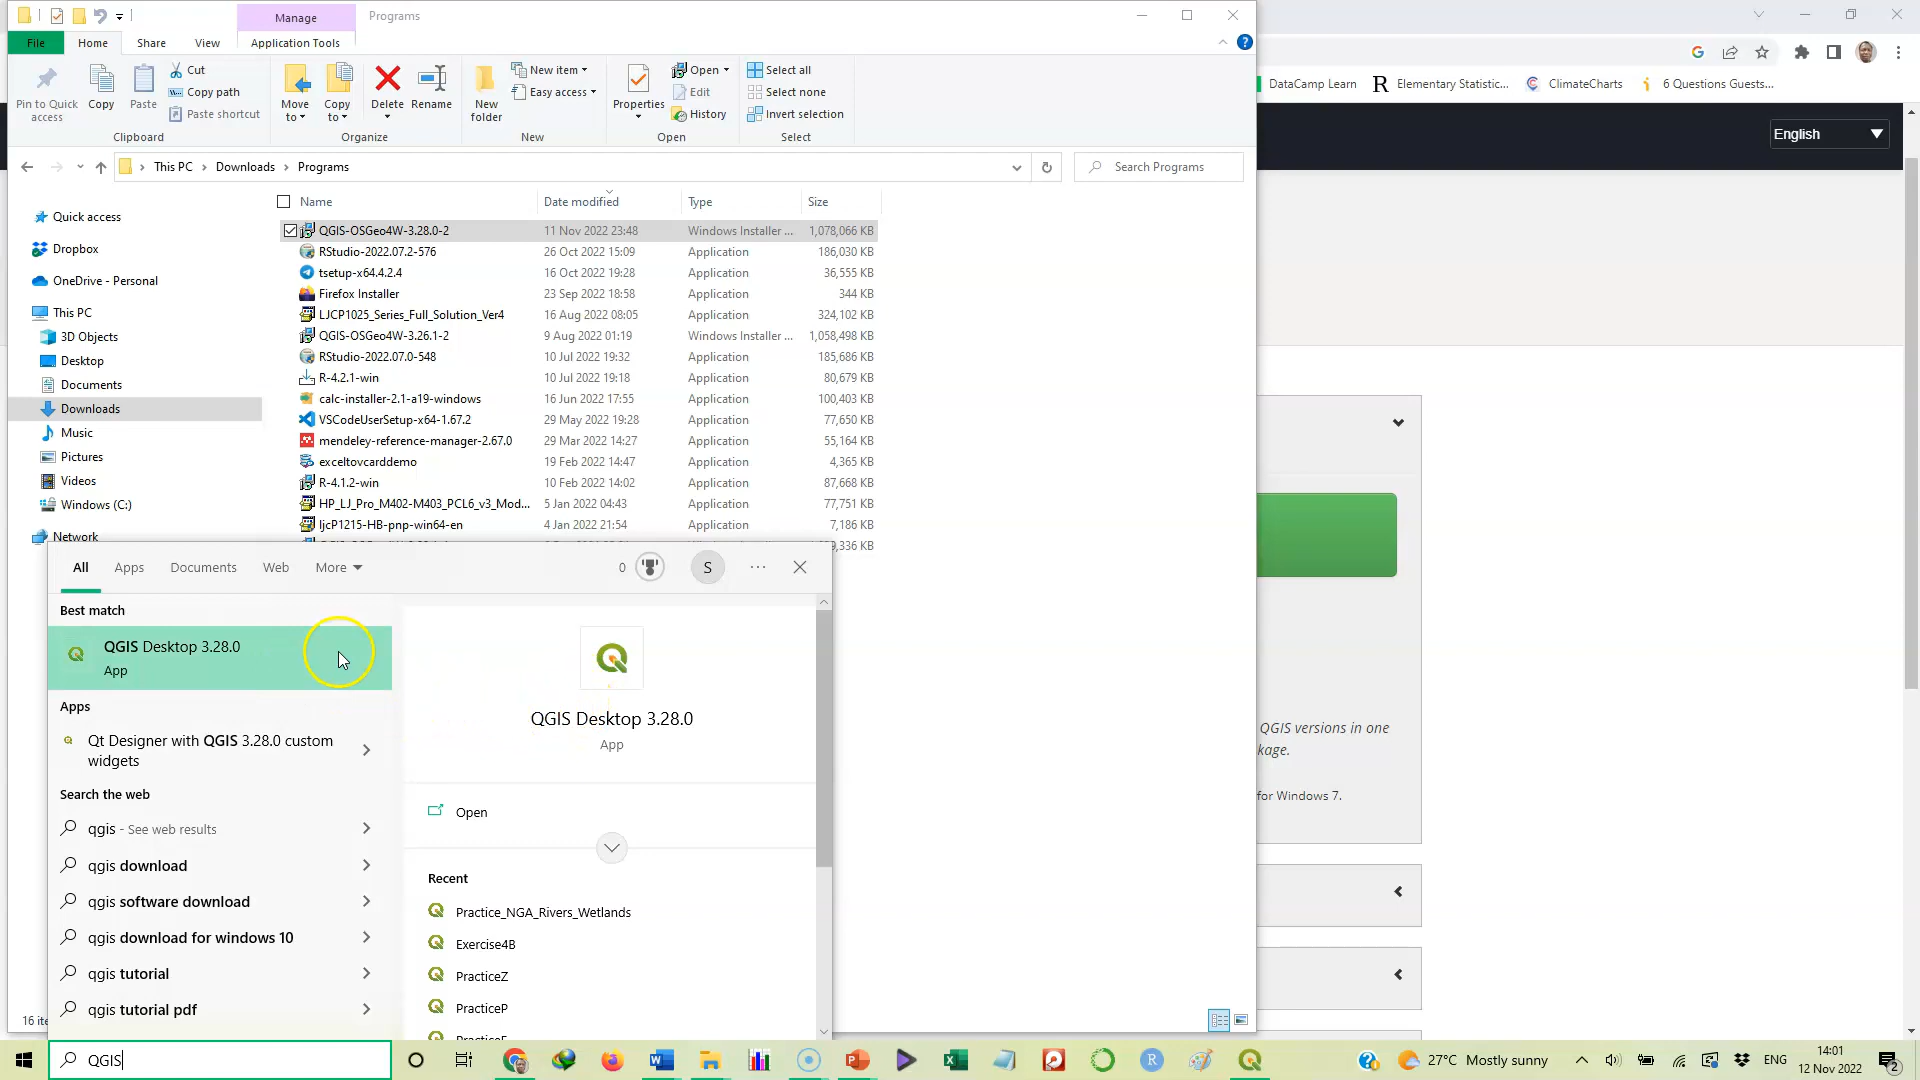 Manage
Programs
File
Home
Share
View
Application Tools
Pin to Quick access
Copy
Paste
Cut
Copy path
Paste shortcut
Clipboard
Move to
Copy to
Delete
Rename
Organize
New folder
New item
Easy access
New
Properties
Open
Edit
History
Open
Select all
Select none
Invert selection
Select
DataCamp Learn
R Elementary Statistic...
ClimateCharts
6 Questions Guests...
English
This PC > Downloads > Programs
Search Programs
Name
Date modified
Type
Size
Quick access
Dropbox
OneDrive - Personal
This PC
3D Objects
Desktop
Documents
Downloads
Music
Pictures
Videos
Windows (C:)
Network
QGIS-OSGeo4W-3.28.0-2 11 Nov 2022 23:48 Windows Installer ... 1,078,066 KB
RStudio-2022.07.2-576 26 Oct 2022 15:09 Application 186,030 KB
tsetup-x64.4.2.4 16 Oct 2022 19:28 Application 36,555 KB
Firefox Installer 23 Sep 2022 18:58 Application 344 KB
LJCP1025_Series_Full_Solution_Ver4 16 Aug 2022 08:05 Application 324,102 KB
QGIS-OSGeo4W-3.26.1-2 9 Aug 2022 01:19 Windows Installer ... 1,058,498 KB
RStudio-2022.07.0-548 10 Jul 2022 19:32 Application 185,686 KB
R-4.2.1-win 10 Jul 2022 19:18 Application 80,679 KB
calc-installer-2.1-a19-windows 16 Jun 2022 17:55 Application 100,403 KB
VSCodeUserSetup-x64-1.67.2 29 May 2022 19:28 Application 77,650 KB
mendeley-reference-manager-2.67.0 29 Mar 2022 14:27 Application 55,164 KB
exceltovcarddemo 19 Feb 2022 14:47 Application 4,365 KB
R-4.1.2-win 10 Feb 2022 14:02 Application 87,668 KB
HP_LJ_Pro_M402-M403_PCL6_v3_Mod... 5 Jan 2022 04:43 Application 77,751 KB
ljcP1215-HB-pnp-win64-en 4 Jan 2022 21:54 Application 7,186 KB
9,336 KB
All
Apps
Documents
Web
More
0
S
Best match
QGIS Desktop 3.28.0
App
Apps
Qt Designer with QGIS 3.28.0 custom
widgets
Search the web
qgis - See web results
qgis download
qgis software download
qgis download for windows 10
qgis tutorial
qgis tutorial pdf
QGIS Desktop 3.28.0
App
Open
Recent
Practice_NGA_Rivers_Wetlands
Exercise4B
PracticeZ
PracticeP
QGIS versions in one
kage.
for Windows 7.
16 ite
QGIS
27°C Mostly sunny
ENG
14:01
12 Nov 2022
2